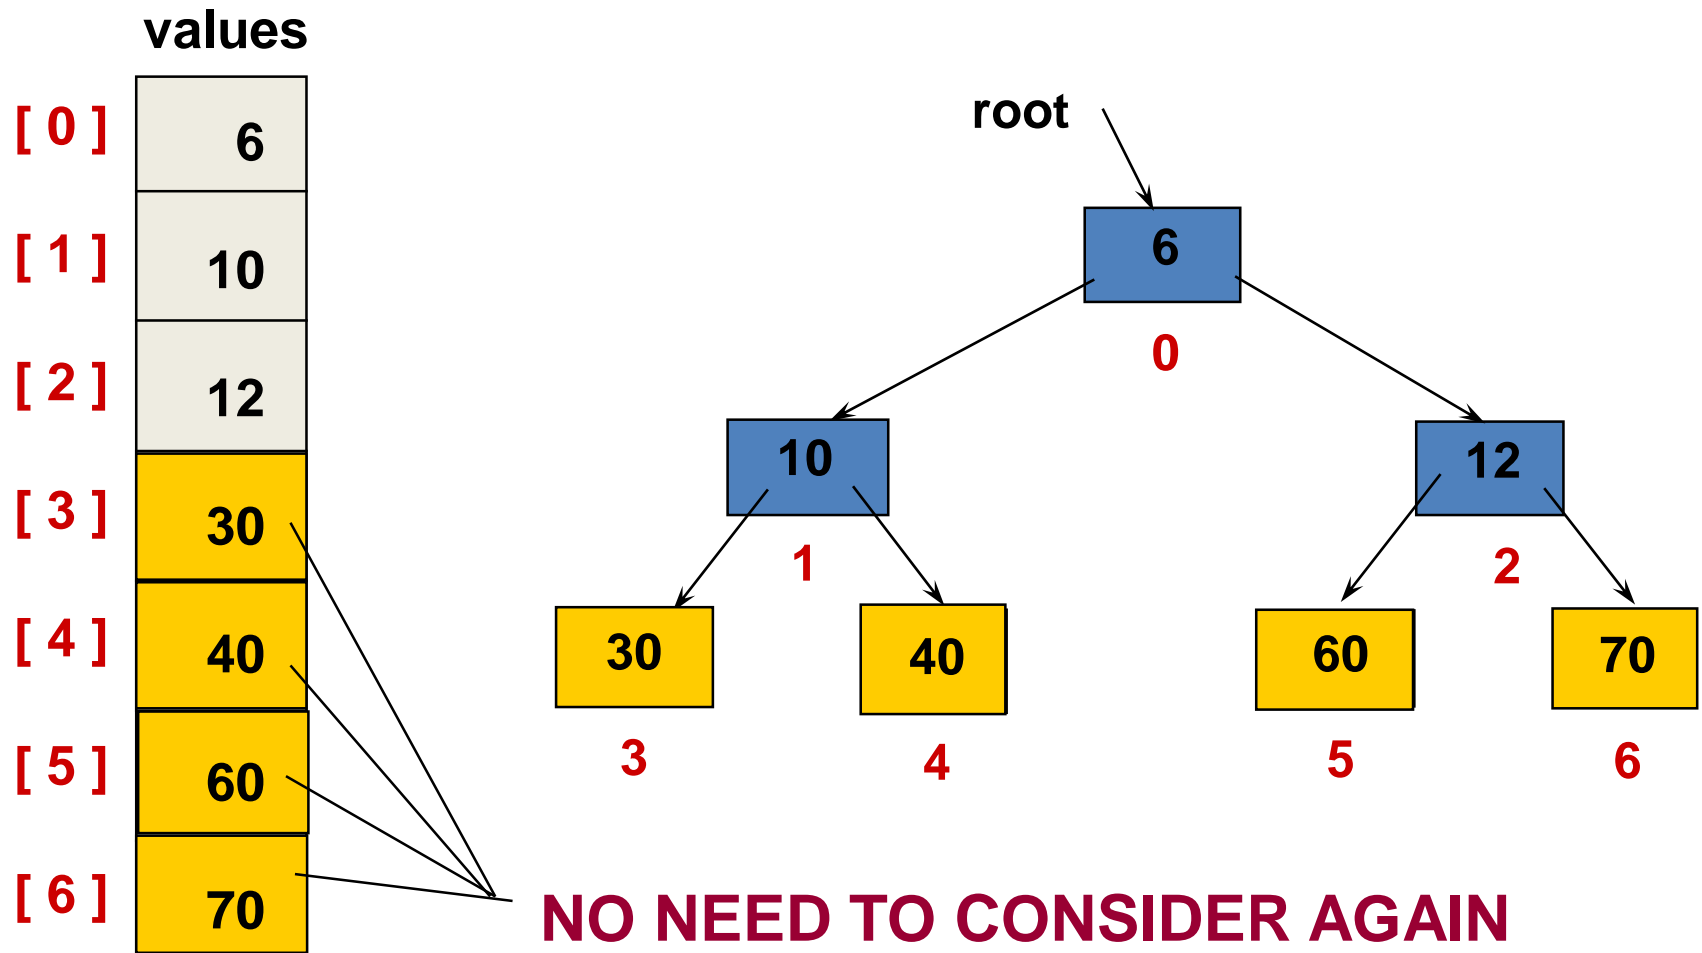 values
[ 0 ] 6
[ 1 ] 10
[ 2 ] 12
[ 3 ] 30
[ 4 ] 40
[ 5 ] 60
[ 6 ] 70
root
6
0
10 12
1 2
30 40 60 70
3 4 5 6
NO NEED TO CONSIDER AGAIN